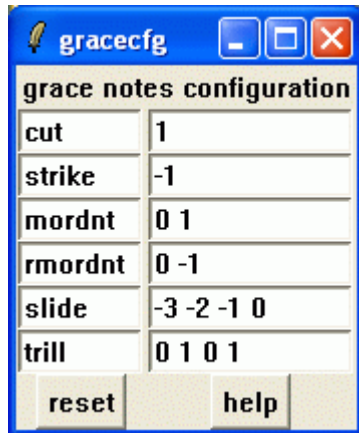 gracecfg
grace notes configuration
cut 1
strike -1
mordnt 0 1
rmordnt 0 -1
slide -3 -2 -1 0
trill 0 1 0 1
reset help